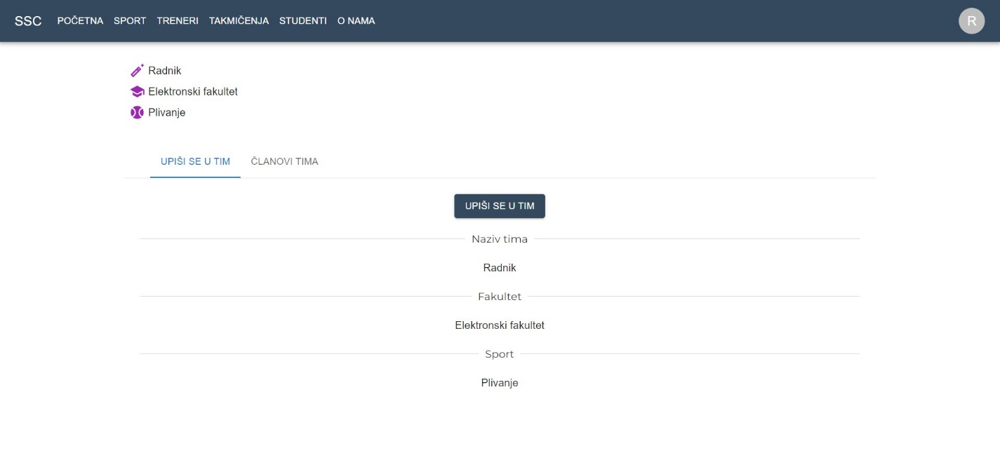 SSC POČETNA SPORT TRENERI TAKMIČENJA STUDENTI O NAMA R
Radnik
Elektronski fakultet
Plivanje
UPIŠI SE U TIM ČLANOVI TIMA
UPIŠI SE U TIM
Naziv tima
Radnik
Fakultet
Elektronski fakultet
Sport
Plivanje